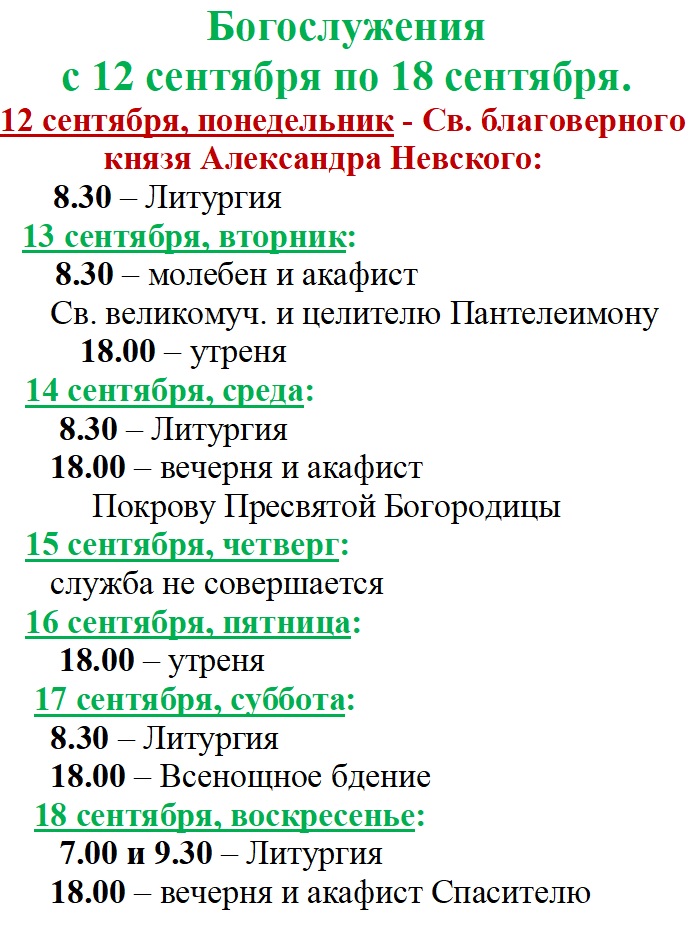 Богослужения
с 12 сентября по 18 сентября.
12 сентября, понедельник - Св. благоверного
князя Александра Невского:
8.30 – Литургия
13 сентября, вторник:
8.30 – молебен и акафист
Св. великомуч. и целителю Пантелеимону
18.00 – утреня
14 сентября, среда:
8.30 – Литургия
18.00 – вечерня и акафист
Покрову Пресвятой Богородицы
15 сентября, четверг:
служба не совершается
16 сентября, пятница:
18.00 – утреня
17 сентября, суббота:
8.30 – Литургия
18.00 – Всенощное бдение
18 сентября, воскресенье:
7.00 и 9.30 – Литургия
18.00 – вечерня и акафист Спасителю